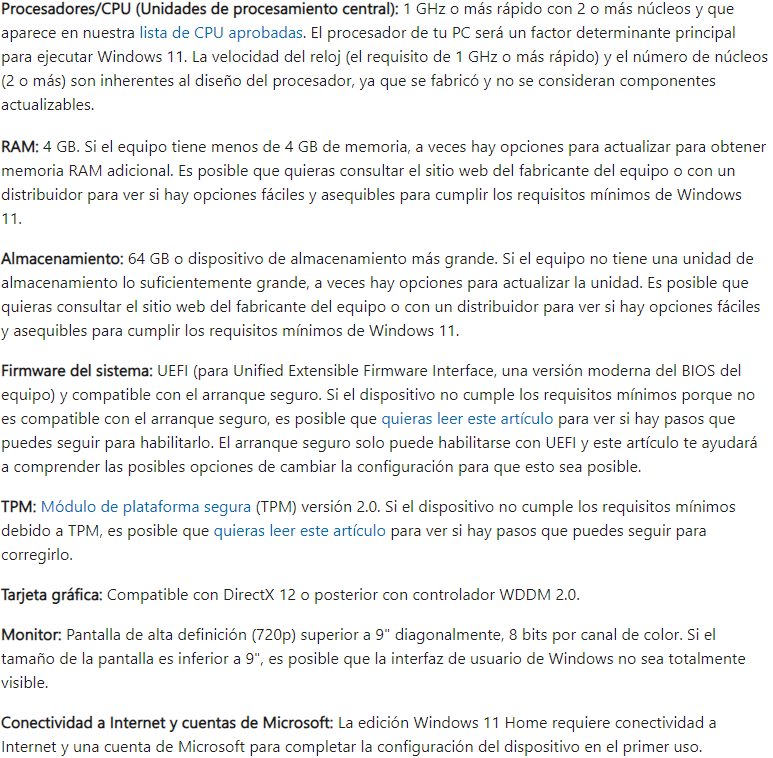 Procesadores/CPU (Unidades de procesamiento central): 1 GHz o más rápido con 2 o más núcleos y que
aparece en nuestra lista de CPU aprobadas. El procesador de tu PC será un factor determinante principal
para ejecutar Windows 11. La velocidad del reloj (el requisito de 1 GHz o más rápido) y el número de núcleos
(2 o más) son inherentes al diseño del procesador, ya que se fabricó y no se consideran componentes
actualizables.
RAM: 4 GB. Si el equipo tiene menos de 4 GB de memoria, a veces hay opciones para actualizar para obtener
memoria RAM adicional. Es posible que quieras consultar el sitio web del fabricante del equipo o con un
distribuidor para ver si hay opciones fáciles y asequibles para cumplir los requisitos mínimos de Windows
11.
Almacenamiento: 64 GB o dispositivo de almacenamiento más grande. Si el equipo no tiene una unidad de
almacenamiento lo suficientemente grande, a veces hay opciones para actualizar la unidad. Es posible que
quieras consultar el sitio web del fabricante del equipo o con un distribuidor para ver si hay opciones fáciles
y asequibles para cumplir los requisitos mínimos de Windows 11.
Firmware del sistema: UEFI (para Unified Extensible Firmware Interface, una versión moderna del BIOS del
equipo) y compatible con el arranque seguro. Si el dispositivo no cumple los requisitos mínimos porque no
es compatible con el arranque seguro, es posible que quieras leer este artículo para ver si hay pasos que
puedes seguir para habilitarlo. El arranque seguro solo puede habilitarse con UEFI y este artículo te ayudará
a comprender las posibles opciones de cambiar la configuración para que esto sea posible.
TPM: Módulo de plataforma segura (TPM) versión 2.0. Si el dispositivo no cumple los requisitos mínimos
debido a TPM, es posible que quieras leer este artículo para ver si hay pasos que puedes seguir para
corregirlo.
Tarjeta gráfica: Compatible con DirectX 12 o posterior con controlador WDDM 2.0.
Monitor: Pantalla de alta definición (720p) superior a 9" diagonalmente, 8 bits por canal de color. Si el
tamaño de la pantalla es inferior a 9", es posible que la interfaz de usuario de Windows no sea totalmente
visible.
Conectividad a Internet y cuentas de Microsoft: La edición Windows 11 Home requiere conectividad a
Internet y una cuenta de Microsoft para completar la configuración del dispositivo en el primer uso.